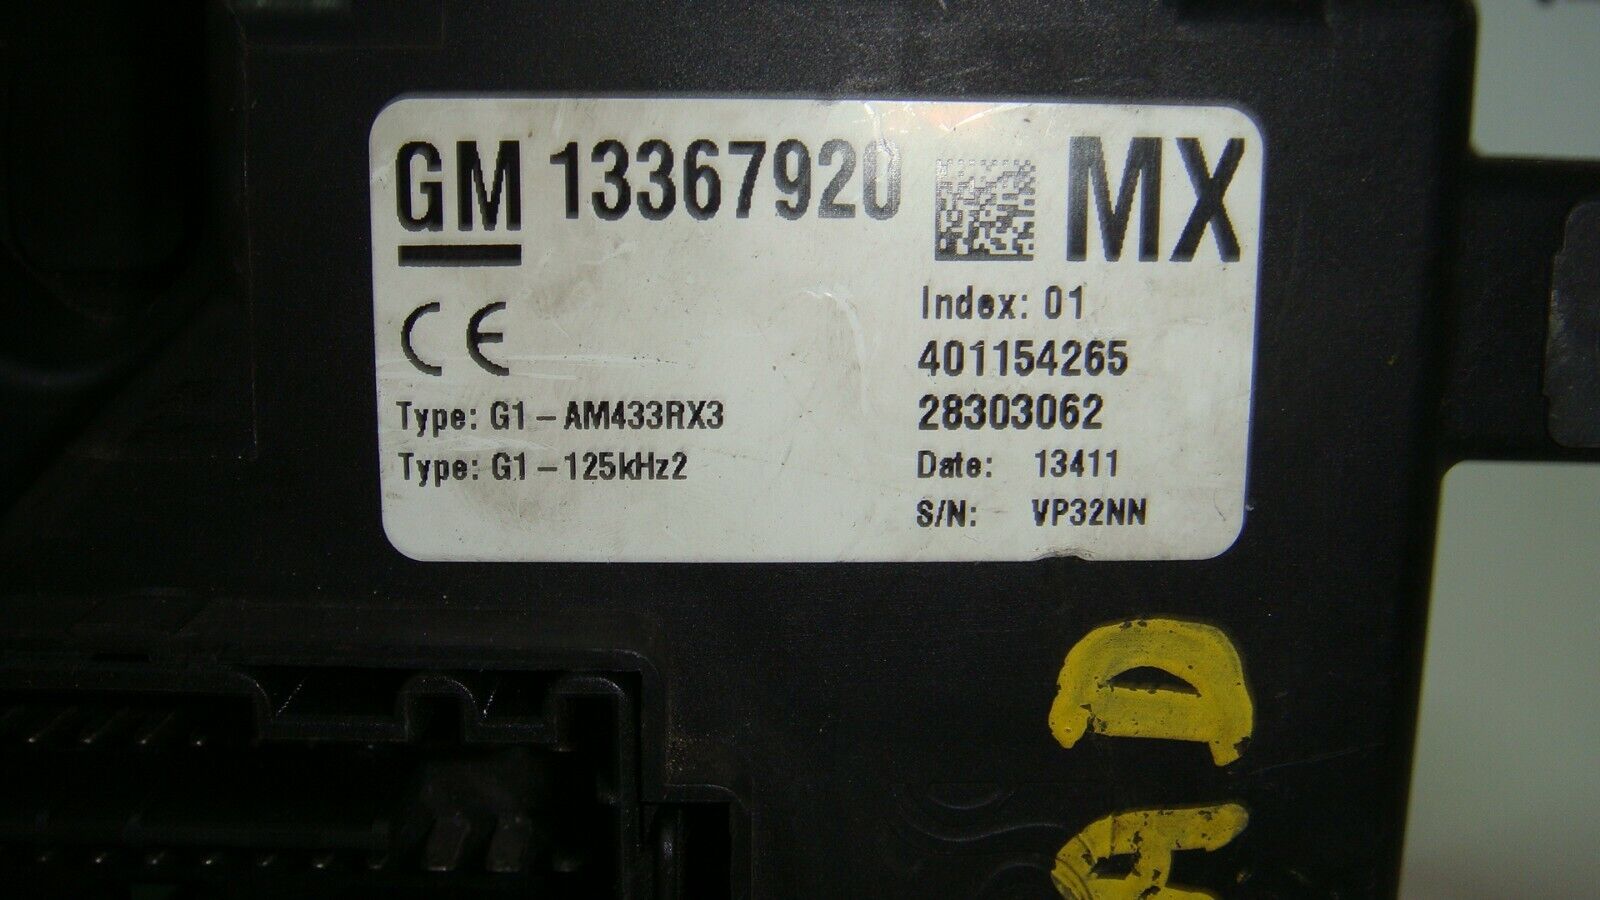 GM 13367920 MX
CE
Index: 01
401154265
Type: G1-AM433RX3
28303062
Type: G1-125kHz2
Date: 13411
S/N: VP32NN